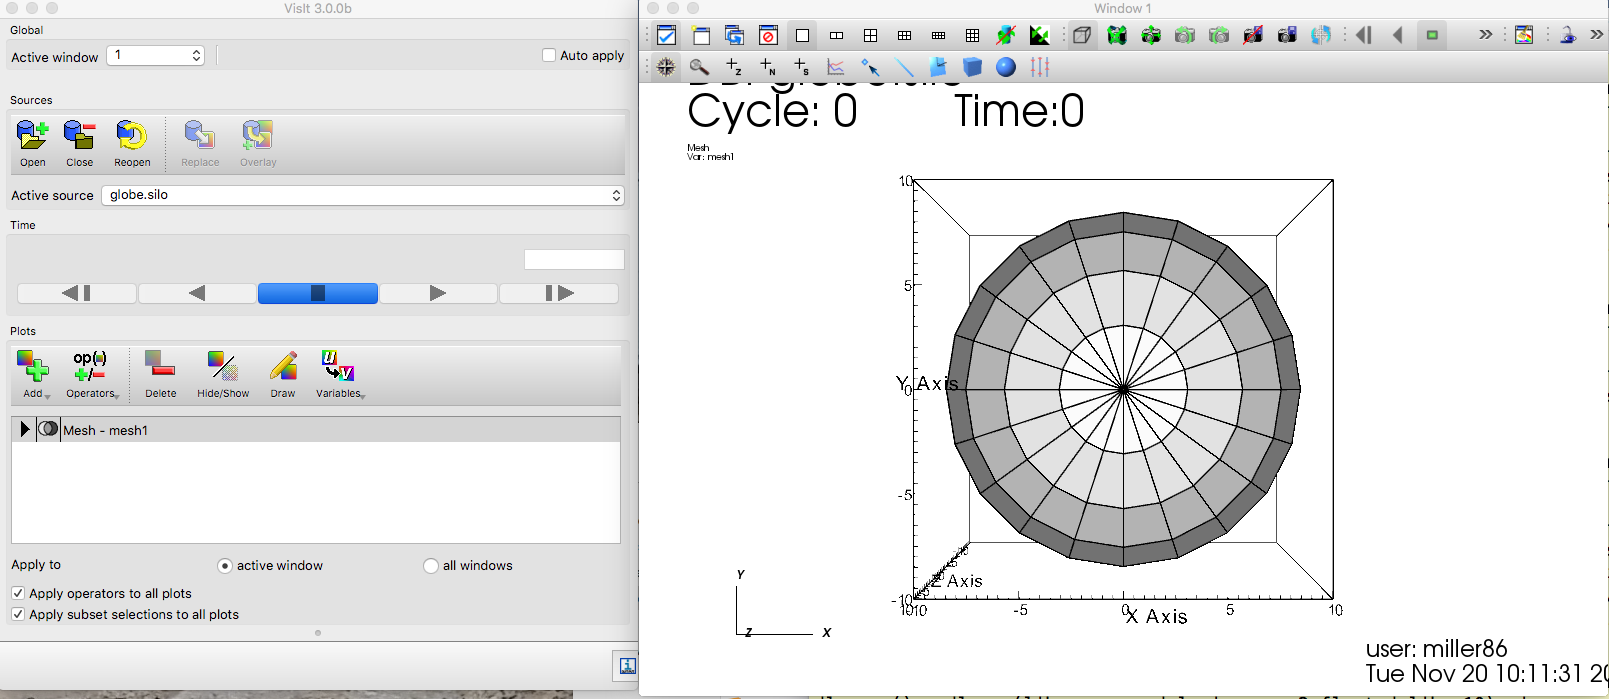 VisIt 3.0.0b
Global
Active window 1
Auto apply
Sources
Open Close Reopen Replace Overlay
Active source globe.silo
Time
Plots
op(·)
Add Operators Delete Hide/Show Draw Variables
Mesh - mesh1
Apply to active window all windows
Apply operators to all plots
Apply subset selections to all plots
Window 1
Cycle: 0 Time:0
Mesh
Var: mesh1
10
5
Y Axis
0
-5
-10
Z Axis
-10 -5 0 5 10
X Axis
Y
Z X
user: miller86
Tue Nov 20 10:11:31 20